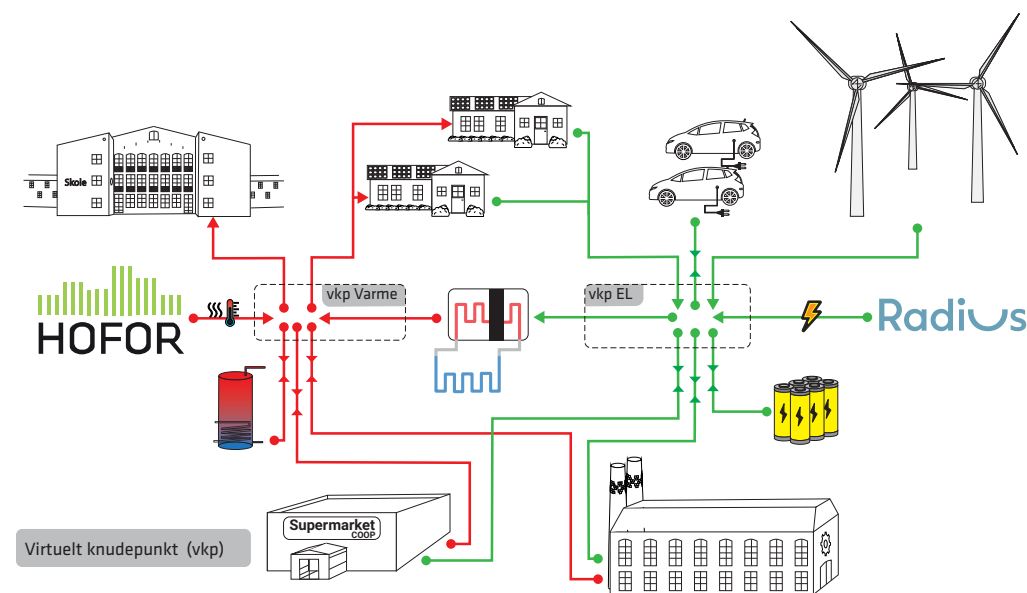 Skole
vkp Varme
vkp EL
HOFOR
Radius
Supermarket
COOP
Virtuelt knudepunkt (vkp)